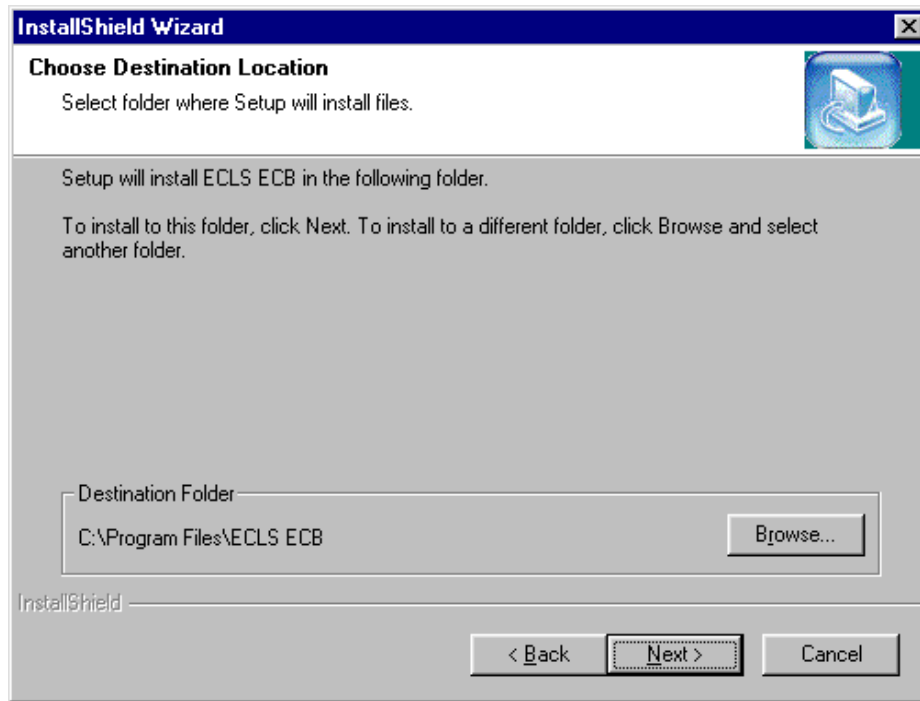 InstallShield Wizard
Choose Destination Location
Select folder where Setup will install files.
Setup will install ECLS ECB in the following folder.
To install to this folder, click Next. To install to a different folder, click Browse and select
another folder.
Destination Folder
C:\Program Files\ECLS ECB
Browse...
InstallShield
< Back
Next >
Cancel